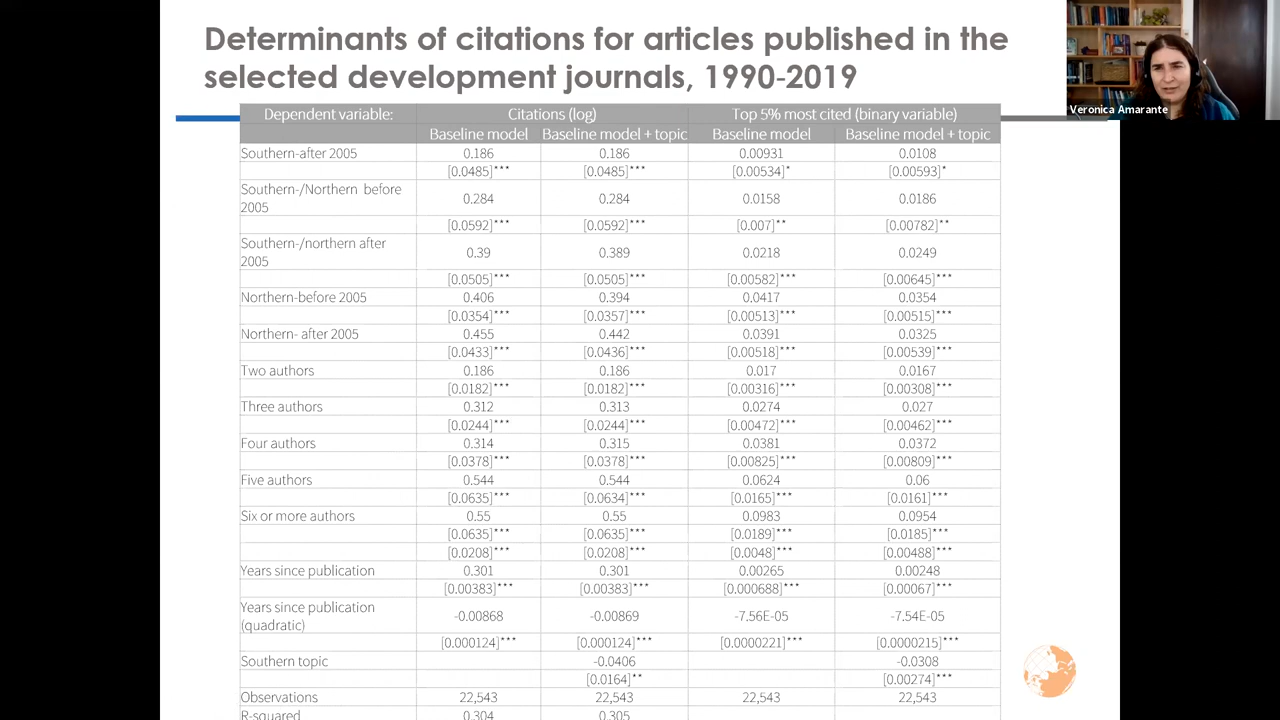 Determinants of citations for articles published in the
selected development journals, 1990-2019
Veronica Amarante
Dependent variable: Citations (log) Top 5% most cited (binary variable)
Baseline model Baseline model + topic Baseline model Baseline model + topic
Southern-after 2005 0.186 0.186 0.00931 0.0108
[0.0485]*** [0.0485]*** [0.00534]* [0.00593]*
Southern-/Northern before
2005 0.284 0.284 0.0158 0.0186
[0.0592]*** [0.0592]*** [0.007]** [0.00782]**
Southern-/northern after
2005 0.39 0.389 0.0218 0.0249
[0.0505]*** [0.0505]*** [0.00582]*** [0.00645]***
Northern-before 2005 0.406 0.394 0.0417 0.0354
[0.0354]*** [0.0357]*** [0.00513]*** [0.00515]***
Northern- after 2005 0.455 0.442 0.0391 0.0325
[0.0433]*** [0.0436]*** [0.00518]*** [0.00539]***
Two authors 0.186 0.186 0.017 0.0167
[0.0182]*** [0.0182]*** [0.00316]*** [0.00308]***
Three authors 0.312 0.313 0.0274 0.027
[0.0244]*** [0.0244]*** [0.00472]*** [0.00462]***
Four authors 0.314 0.315 0.0381 0.0372
[0.0378]*** [0.0378]*** [0.00825]*** [0.00809]***
Five authors 0.544 0.544 0.0624 0.06
[0.0635]*** [0.0634]*** [0.0165]*** [0.0161]***
Six or more authors 0.55 0.55 0.0983 0.0954
[0.0635]*** [0.0635]*** [0.0189]*** [0.0185]***
[0.0208]*** [0.0208]*** [0.0048]*** [0.00488]***
Years since publication 0.301 0.301 0.00265 0.00248
[0.00383]*** [0.00383]*** [0.000688]*** [0.00067]***
Years since publication
(quadratic) -0.00868 -0.00869 -7.56E-05 -7.54E-05
[0.000124]*** [0.000124]*** [0.0000221]*** [0.0000215]***
Southern topic -0.0406 -0.0308
[0.0164]** [0.00274]***
Observations 22,543 22,543 22,543 22,543
R-squared 0.304 0.305